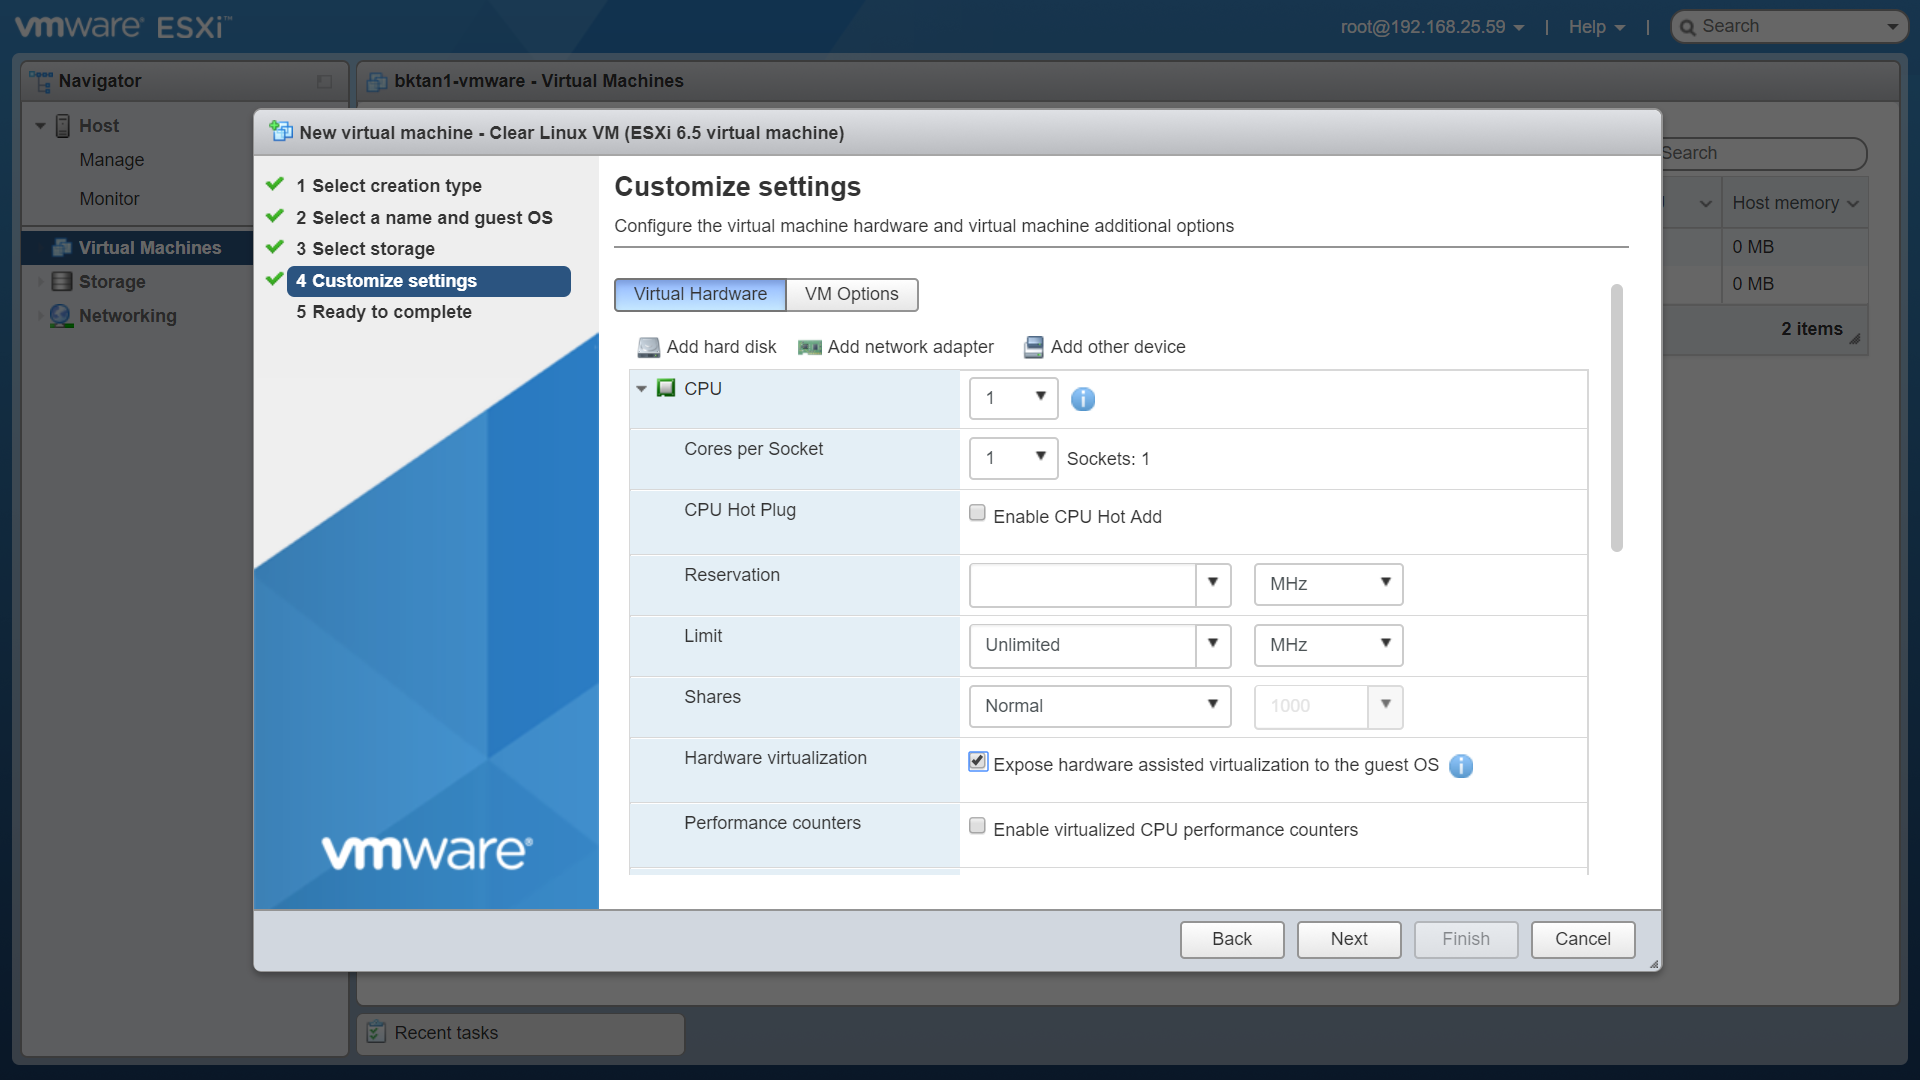 vmware® ESXi™
root@192.168.25.59 | Help | Search
Navigator
bktan1-vmware - Virtual Machines
Host
Manage
Monitor
Virtual Machines
Storage
Networking
Search
Host memory
0 MB
0 MB
2 items
New virtual machine - Clear Linux VM (ESXi 6.5 virtual machine)
1 Select creation type
2 Select a name and guest OS
3 Select storage
4 Customize settings
5 Ready to complete
vmware®
Customize settings
Configure the virtual machine hardware and virtual machine additional options
Virtual Hardware VM Options
Add hard disk Add network adapter Add other device
CPU 1
Cores per Socket 1 Sockets: 1
CPU Hot Plug Enable CPU Hot Add
Reservation MHz
Limit Unlimited MHz
Shares Normal 1000
Hardware virtualization Expose hardware assisted virtualization to the guest OS
Performance counters Enable virtualized CPU performance counters
Back Next Finish Cancel
Recent tasks